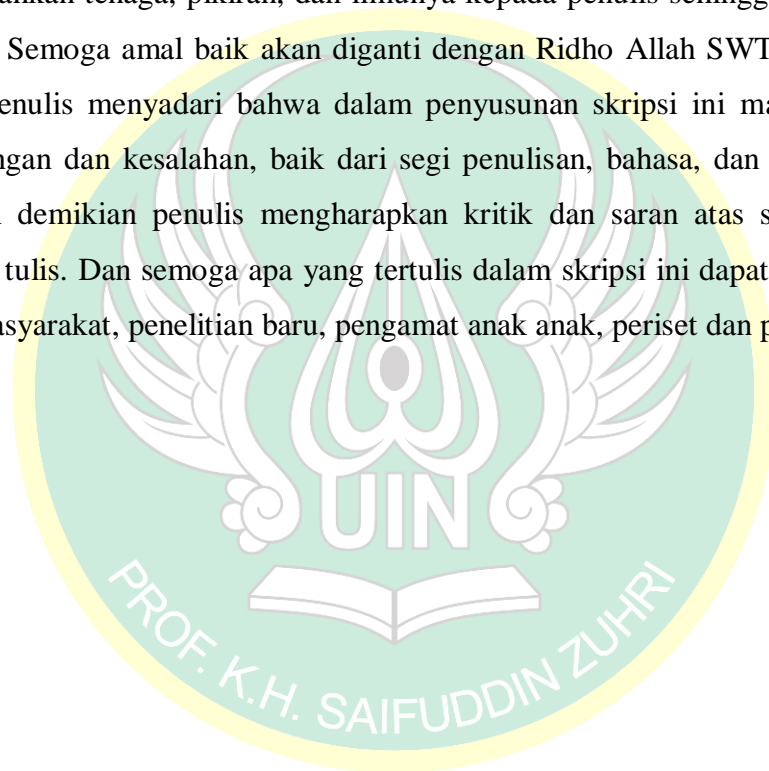 tenaga, pikiran, dan
kepada penulis
Semoga amal baik akan diganti dengan Ridho Allah SWT
enulis menyadari bahwa dalam penyusunan skripsi ini ma
ngan dan kesalahan, baik dari segi penulisan, bahasa, dan
demikian penulis mengharapkan kritik dan saran atas s
tulis. Dan semoga apa yang tertulis dalam skripsi ini dapat
asyarakat, penelitian baru, pengamat anak anak, periset dan p
UIN
PROF. K.H. SAIFUDDIN ZUHRI